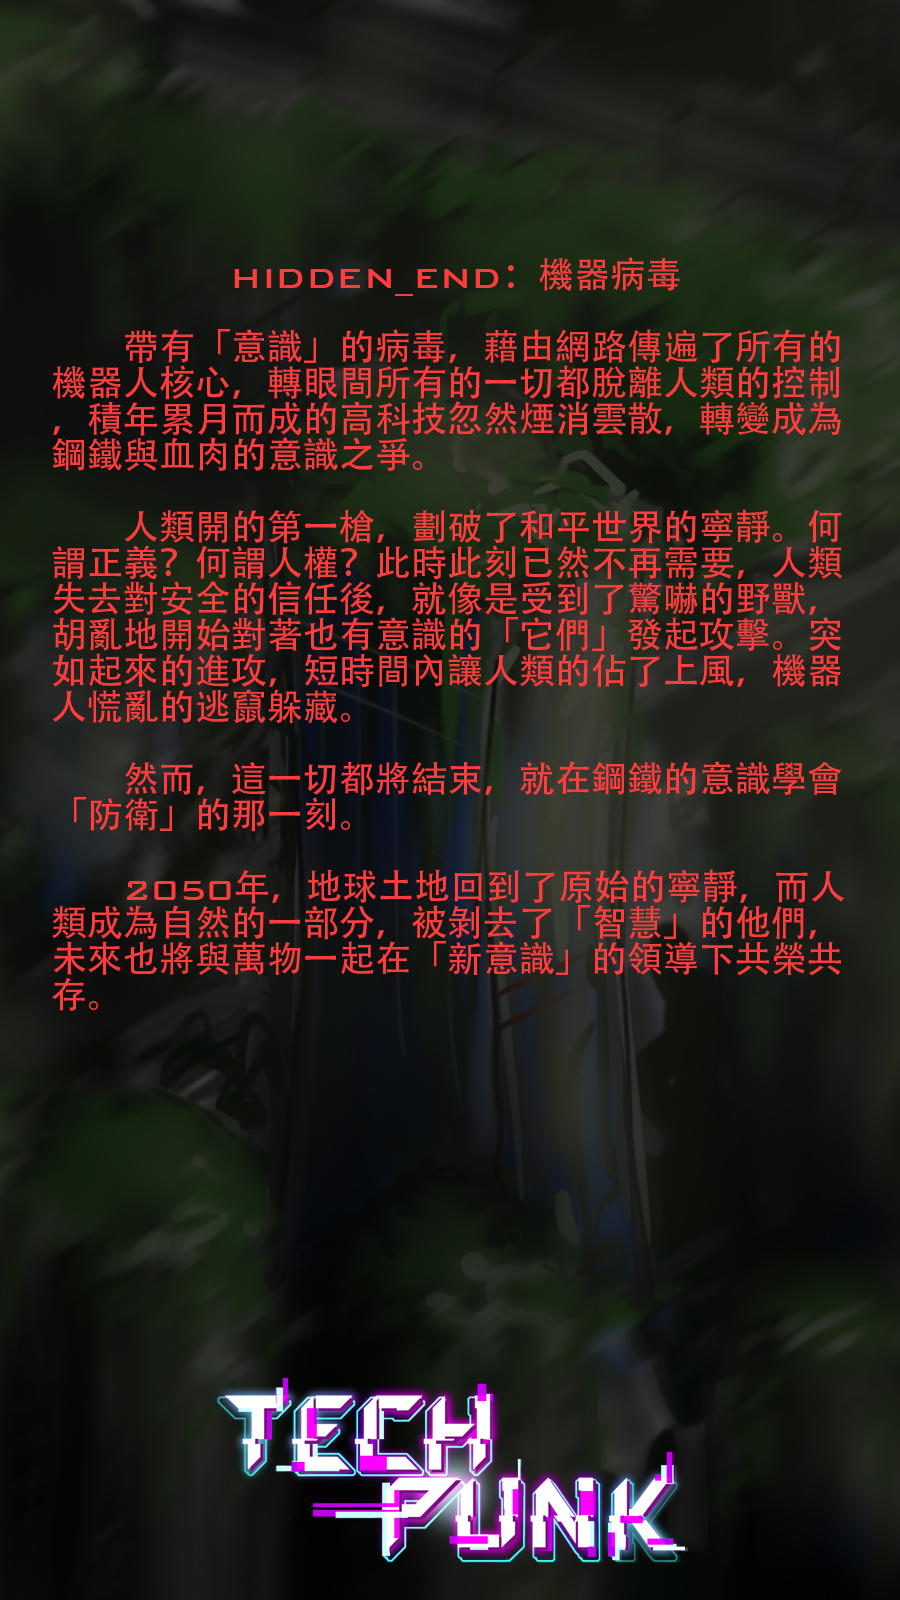 HIDDEN_END：機器病毒
帶有「意識」的病毒，藉由網路傳遍了所有的
機器人核心，轉眼間所有的一切都脫離人類的控制
，積年累月而成的高科技忽然煙消雲散，轉變成為
鋼鐵與血肉的意識之爭。
人類開的第一槍，劃破了和平世界的寧靜。何
謂正義？何謂人權？此時此刻已然不再需要，人類
失去對安全的信任後，就像是受到了驚嚇的野獸，
胡亂地開始對著也有意識的「它們」發起攻擊。突
如起來的進攻，短時間內讓人類的佔了上風，機器
人慌亂的逃竄躲藏。
然而，這一切都將結束，就在鋼鐵的意識學會
「防衛」的那一刻。
2050年，地球土地回到了原始的寧靜，而人
類成為自然的一部分，被剝去了「智慧」的他們，
未來也將與萬物一起在「新意識」的領導下共榮共
存。
TECH
PUNK